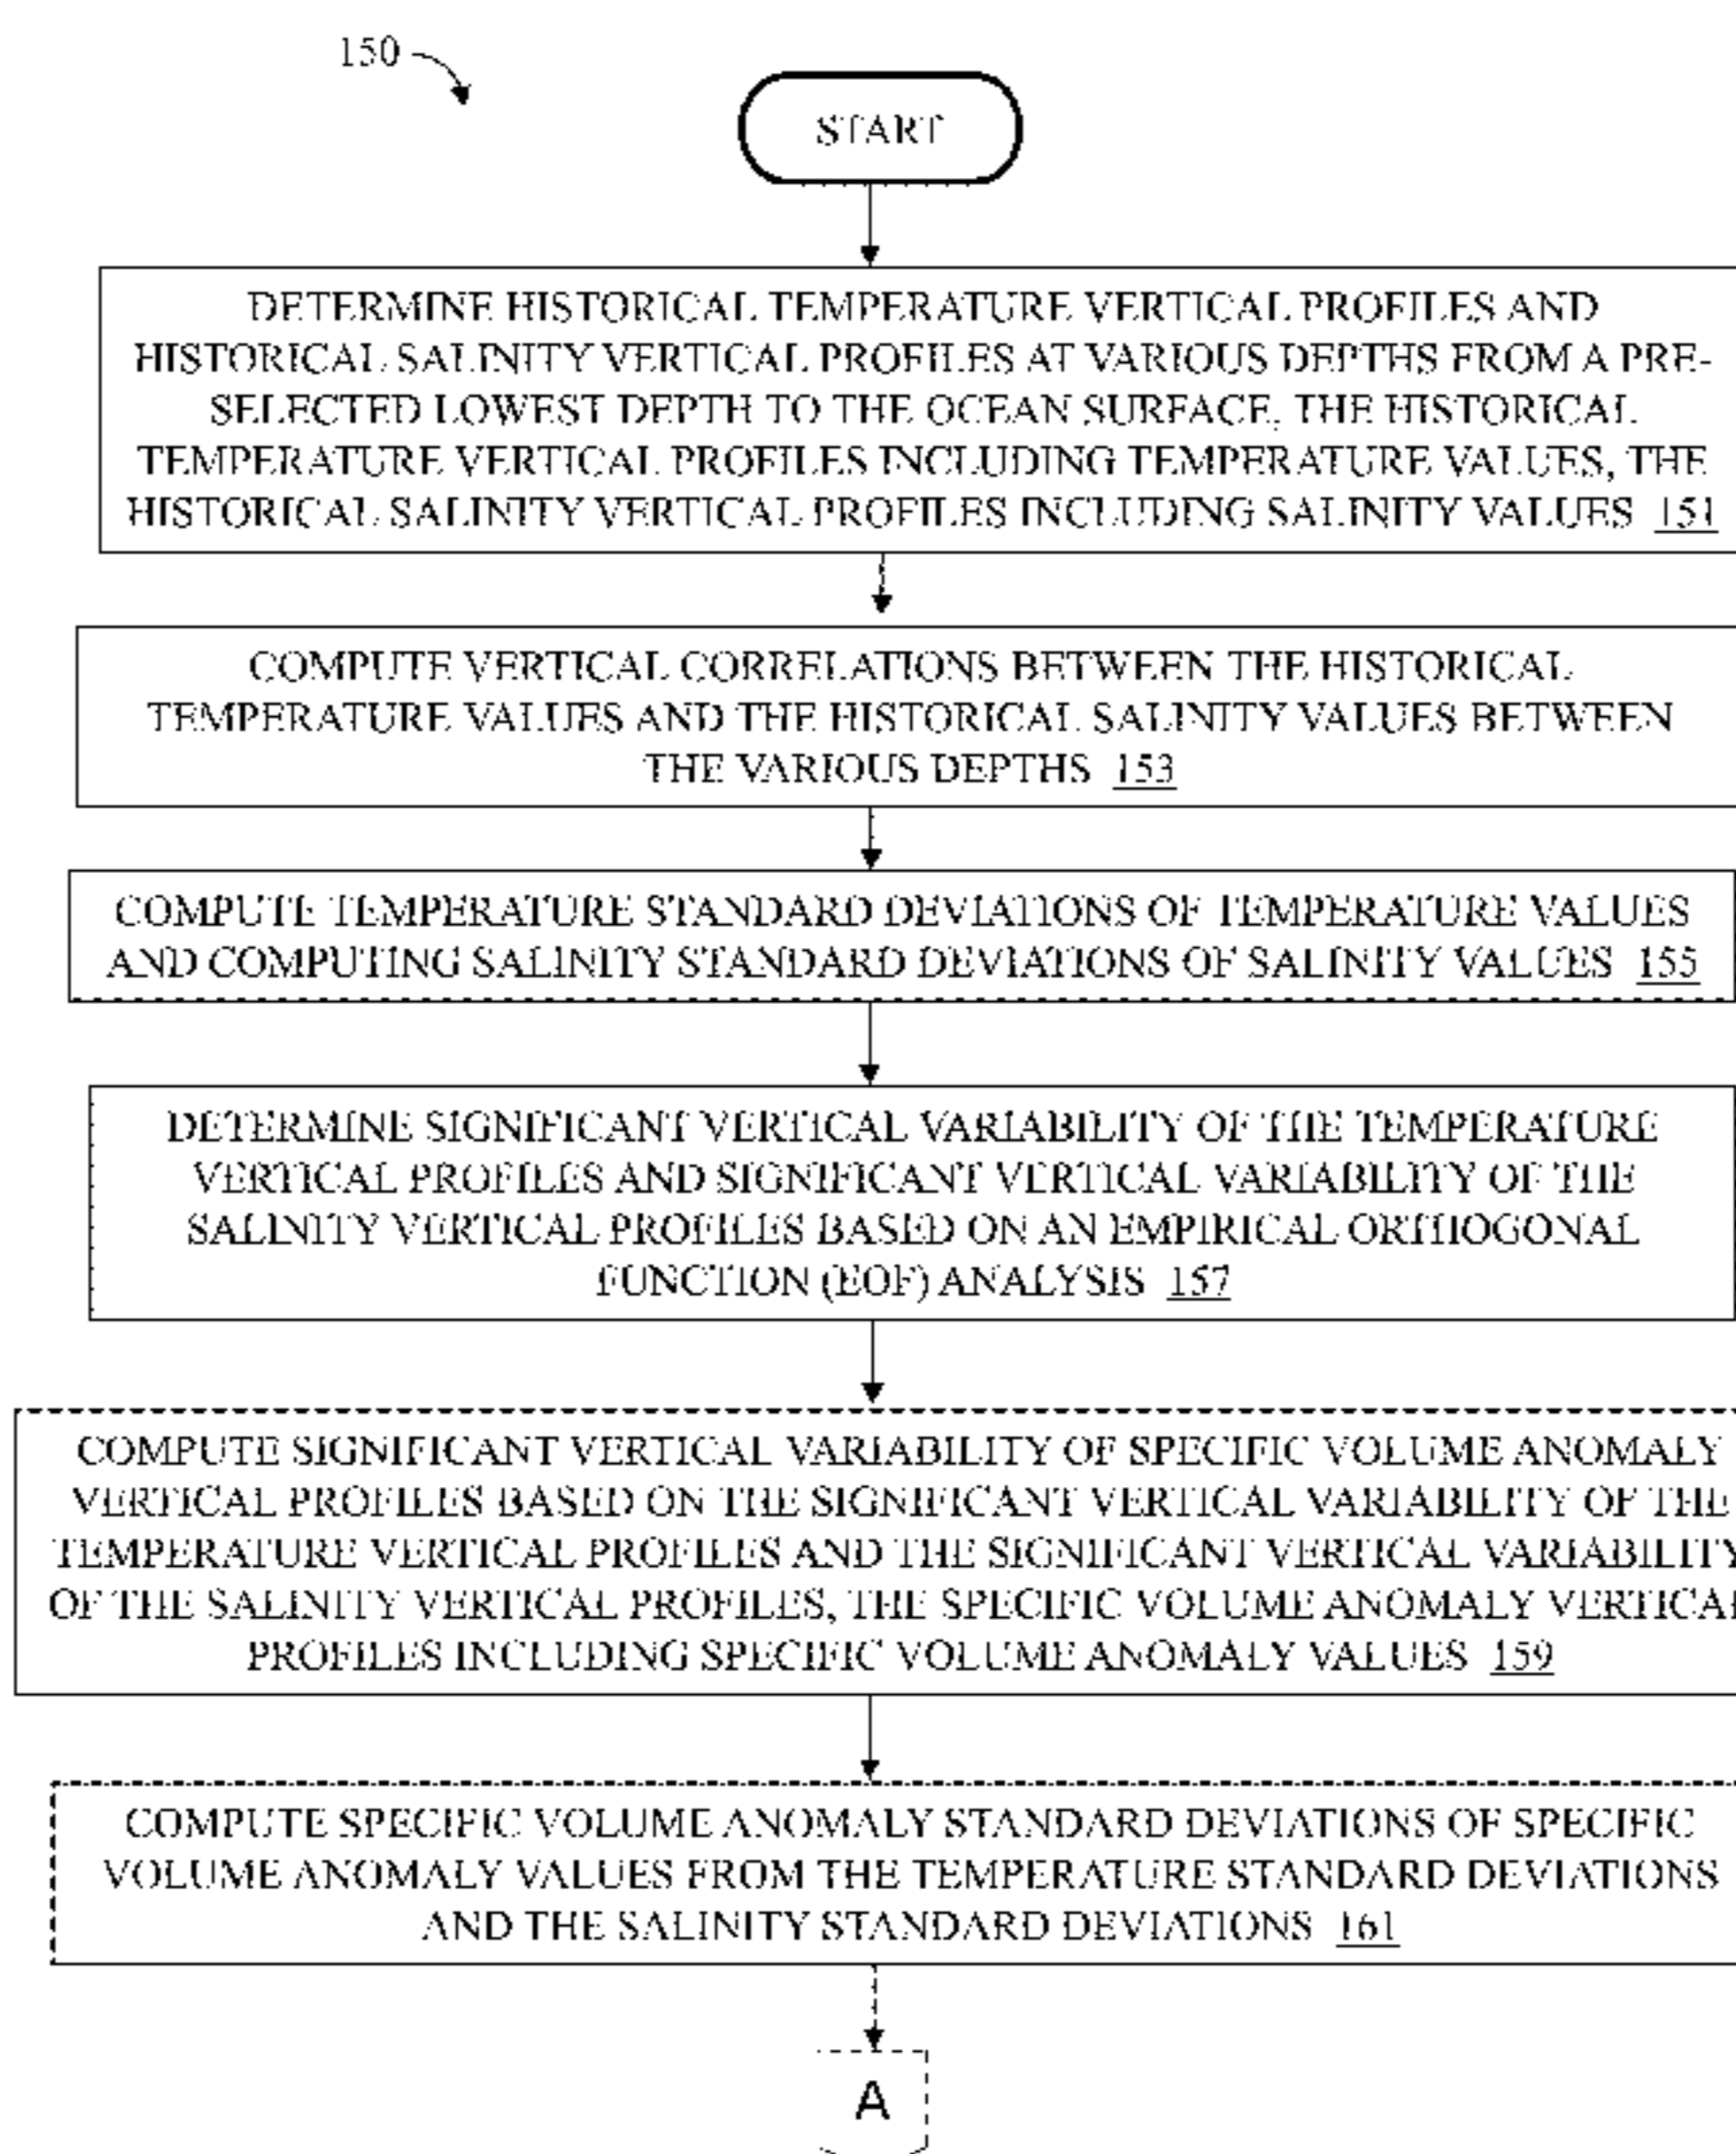 150
START
DETERMINE HISTORICAL TEMPERATURE VERTICAL PROFILES AND
HISTORICAL SALINITY VERTICAL PROFILES AT VARIOUS DEPTHS FROM A PRE-
SELECTED LOWEST DEPTH TO THE OCEAN SURFACE, THE HISTORICAL
TEMPERATURE VERTICAL PROFILES INCLUDING TEMPERATURE VALUES, THE
HISTORICAL SALINITY VERTICAL PROFILES INCLUDING SALINITY VALUES 151
COMPUTE VERTICAL CORRELATIONS BETWEEN THE HISTORICAL
TEMPERATURE VALUES AND THE HISTORICAL SALINITY VALUES BETWEEN
THE VARIOUS DEPTHS 153
COMPUTE TEMPERATURE STANDARD DEVIATIONS OF TEMPERATURE VALUES
AND COMPUTING SALINITY STANDARD DEVIATIONS OF SALINITY VALUES 155
DETERMINE SIGNIFICANT VERTICAL VARIABILITY OF THE TEMPERATURE
VERTICAL PROFILES AND SIGNIFICANT VERTICAL VARIABILITY OF THE
SALINITY VERTICAL PROFILES BASED ON AN EMPIRICAL ORTHOGONAL
FUNCTION (EOF) ANALYSIS 157
COMPUTE SIGNIFICANT VERTICAL VARIABILITY OF SPECIFIC VOLUME ANOMALY
VERTICAL PROFILES BASED ON THE SIGNIFICANT VERTICAL VARIABILITY OF THE
TEMPERATURE VERTICAL PROFILES AND THE SIGNIFICANT VERTICAL VARIABILITY
OF THE SALINITY VERTICAL PROFILES, THE SPECIFIC VOLUME ANOMALY VERTICAL
PROFILES INCLUDING SPECIFIC VOLUME ANOMALY VALUES 159
COMPUTE SPECIFIC VOLUME ANOMALY STANDARD DEVIATIONS OF SPECIFIC
VOLUME ANOMALY VALUES FROM THE TEMPERATURE STANDARD DEVIATIONS
AND THE SALINITY STANDARD DEVIATIONS 161
A